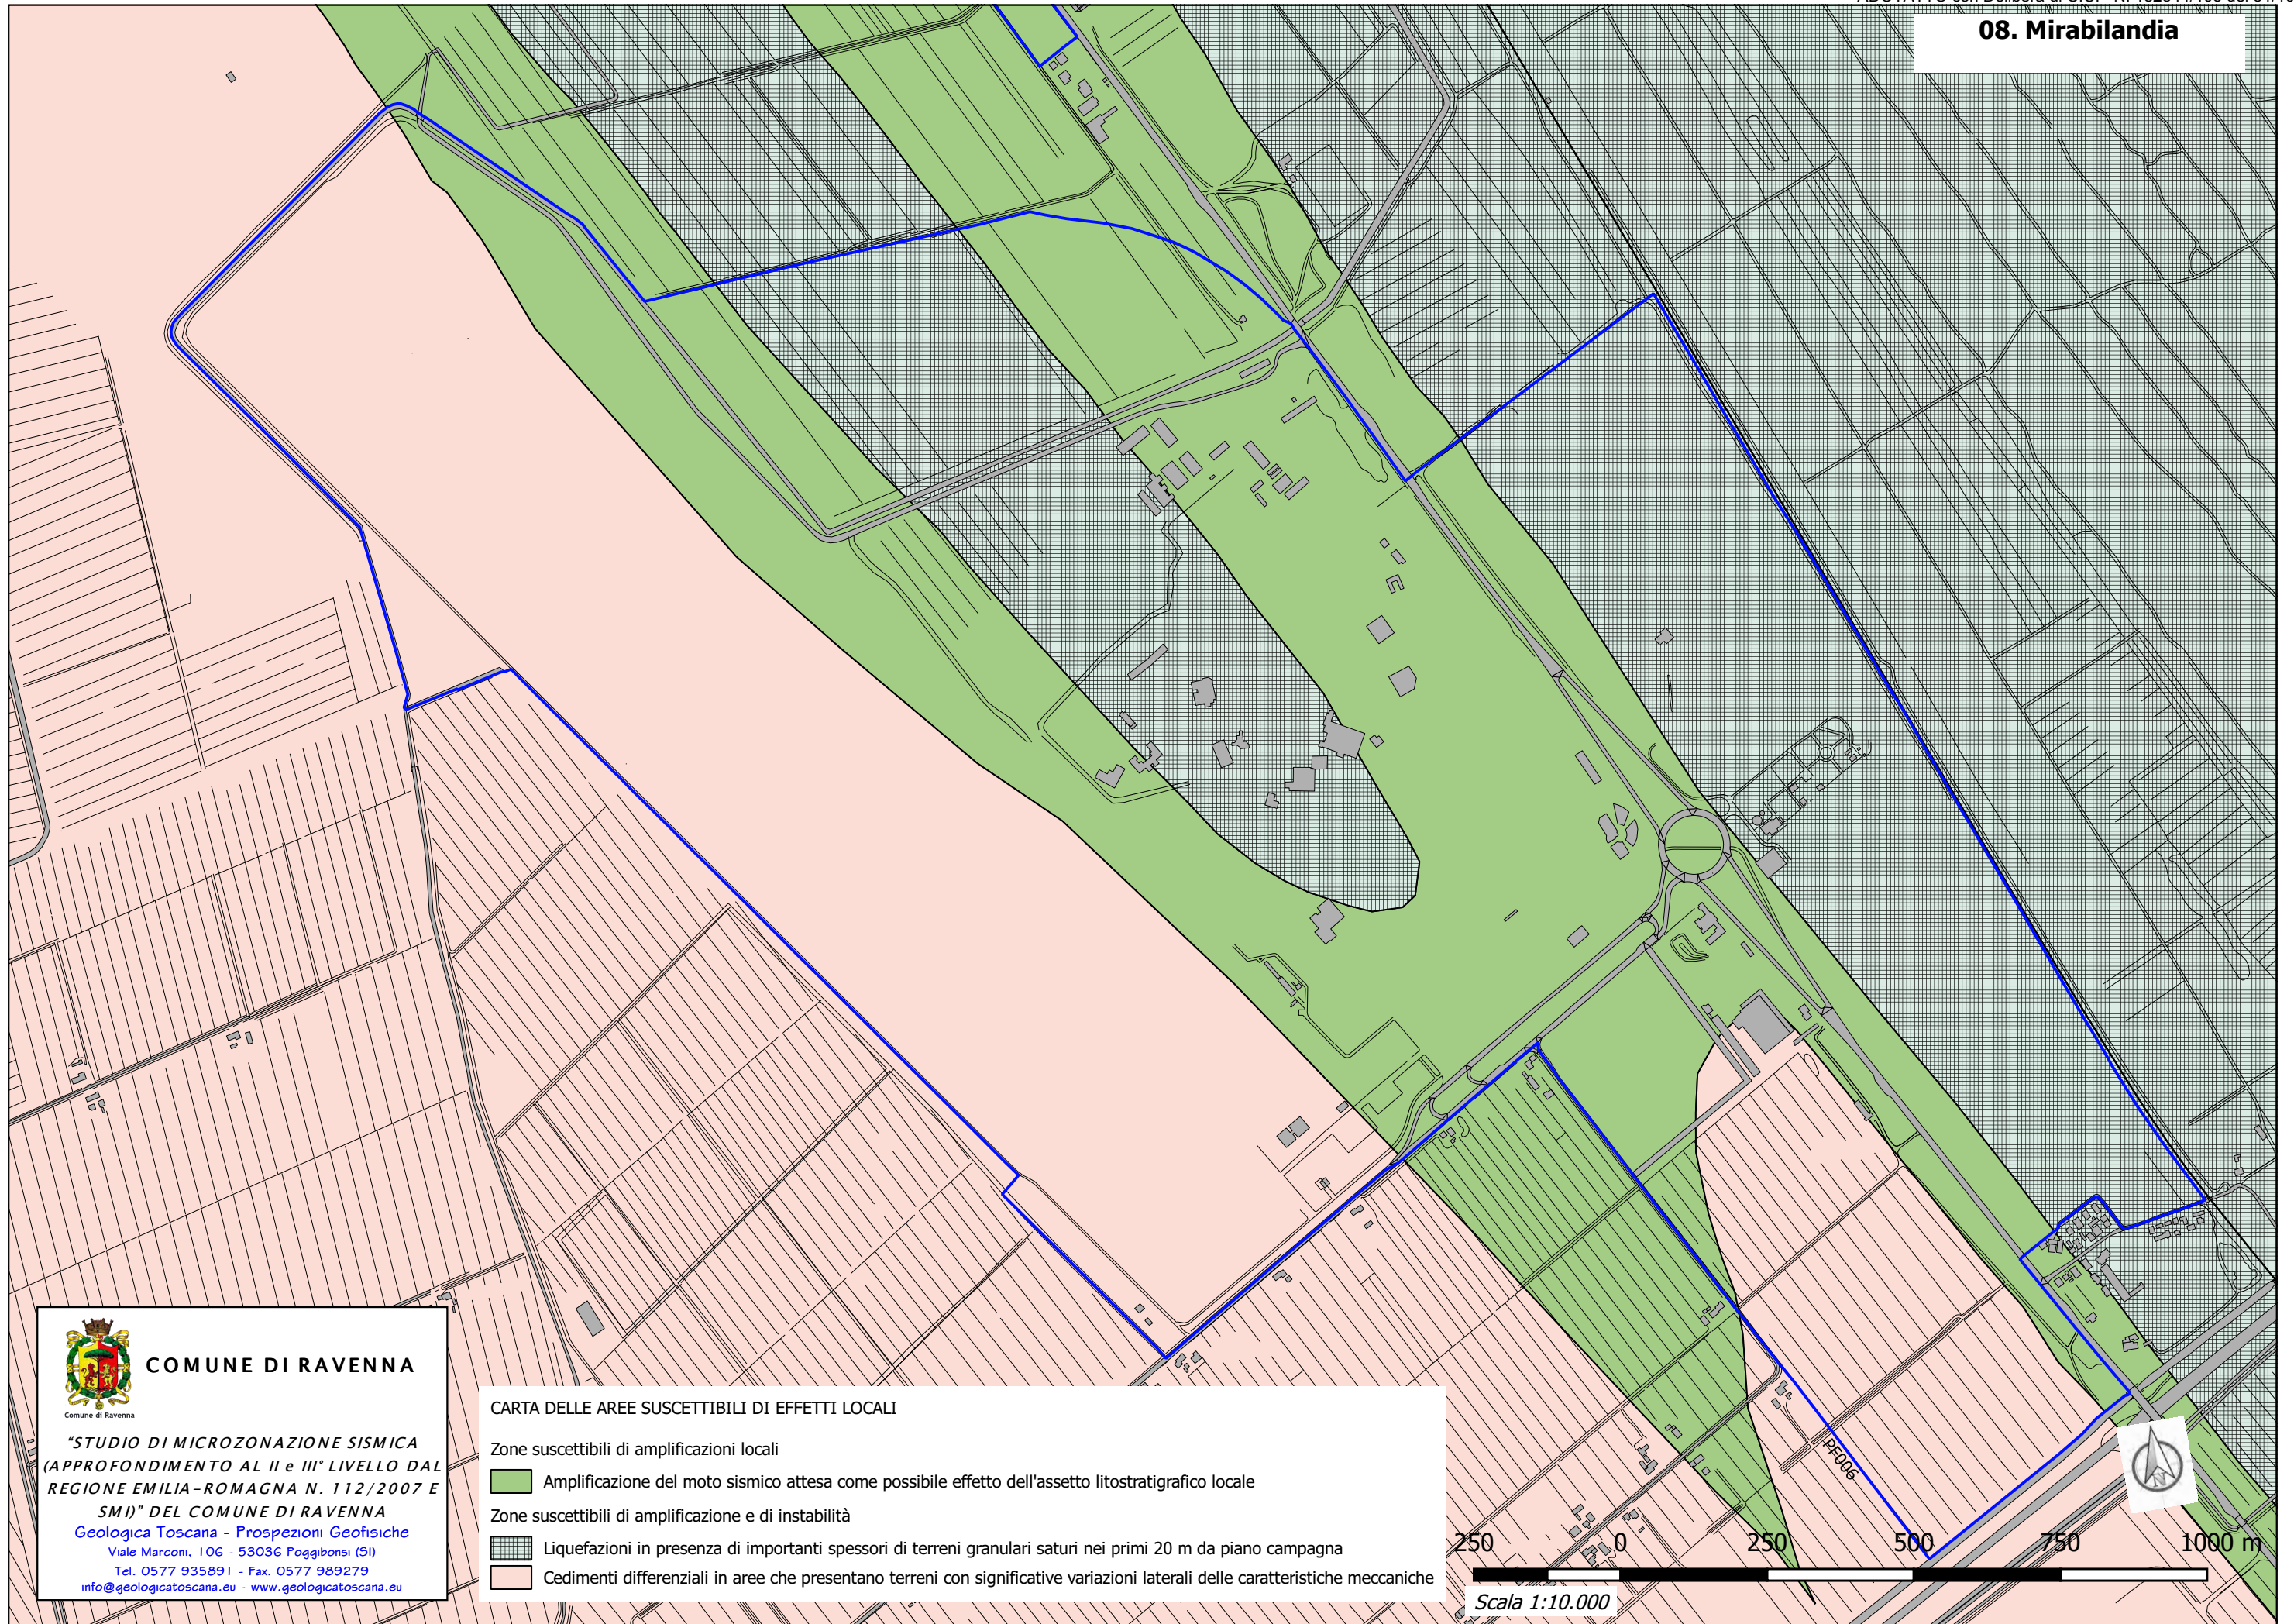 08. Mirabilandia
PF006
COMUNE DI RAVENNA
Comune di Ravenna
"STUDIO DI MICROZONAZIONE SISMICA
(APPROFONDIMENTO AL II e III° LIVELLO DAL
REGIONE EMILIA-ROMAGNA N. 112/2007 E
SMI)" DEL COMUNE DI RAVENNA
Geologica Toscana - Prospezioni Geofisiche
Viale Marconi, 106 - 53036 Poggibonsi (SI)
Tel. 0577 935891 - Fax. 0577 989279
info@geologicatoscana.eu - www.geologicatoscana.eu
CARTA DELLE AREE SUSCETTIBILI DI EFFETTI LOCALI
Zone suscettibili di amplificazioni locali
Amplificazione del moto sismico attesa come possibile effetto dell'assetto litostratigrafico locale
Zone suscettibili di amplificazione e di instabilità
Liquefazioni in presenza di importanti spessori di terreni granulari saturi nei primi 20 m da piano campagna
Cedimenti differenziali in aree che presentano terreni con significative variazioni laterali delle caratteristiche meccaniche
250 0 250 500 750 1000 m
Scala 1:10.000